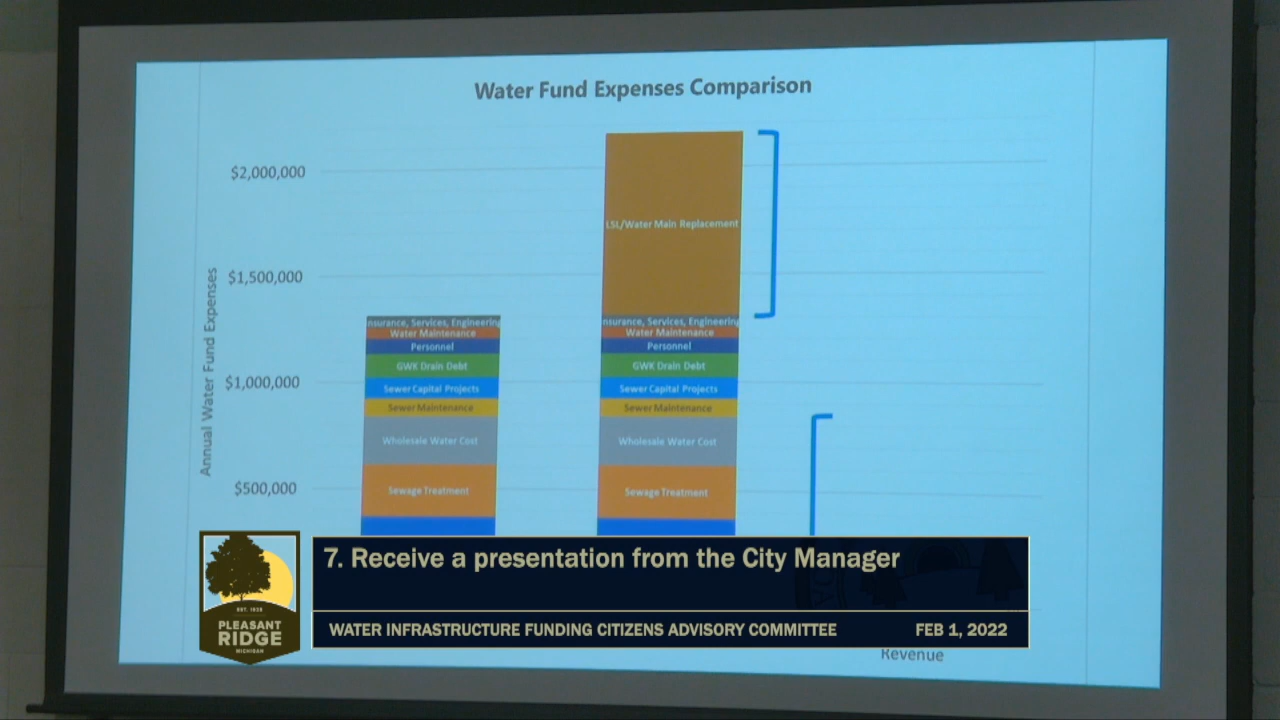 Water Fund Expenses Comparison
Annual Water Fund Expenses
$2,000,000
$1,500,000
$1,000,000
$500,000
nsurance, Services, Engineering
Water Maintenance
Personnel
GWK Drain Debt
Sewer Capital Projects
Sewer Maintenance
Wholesale Water Cost
Sewage Treatment
LSL/Water Main Replacement
nsurance, Services, Engineering
Water Maintenance
Personnel
GWK Drain Debt
Sewer Capital Projects
Sewer Maintenance
Wholesale Water Cost
Sewage Treatment
Revenue
7. Receive a presentation from the City Manager
WATER INFRASTRUCTURE FUNDING CITIZENS ADVISORY COMMITTEE FEB 1, 2022
PLEASANT
RIDGE
MICHIGAN